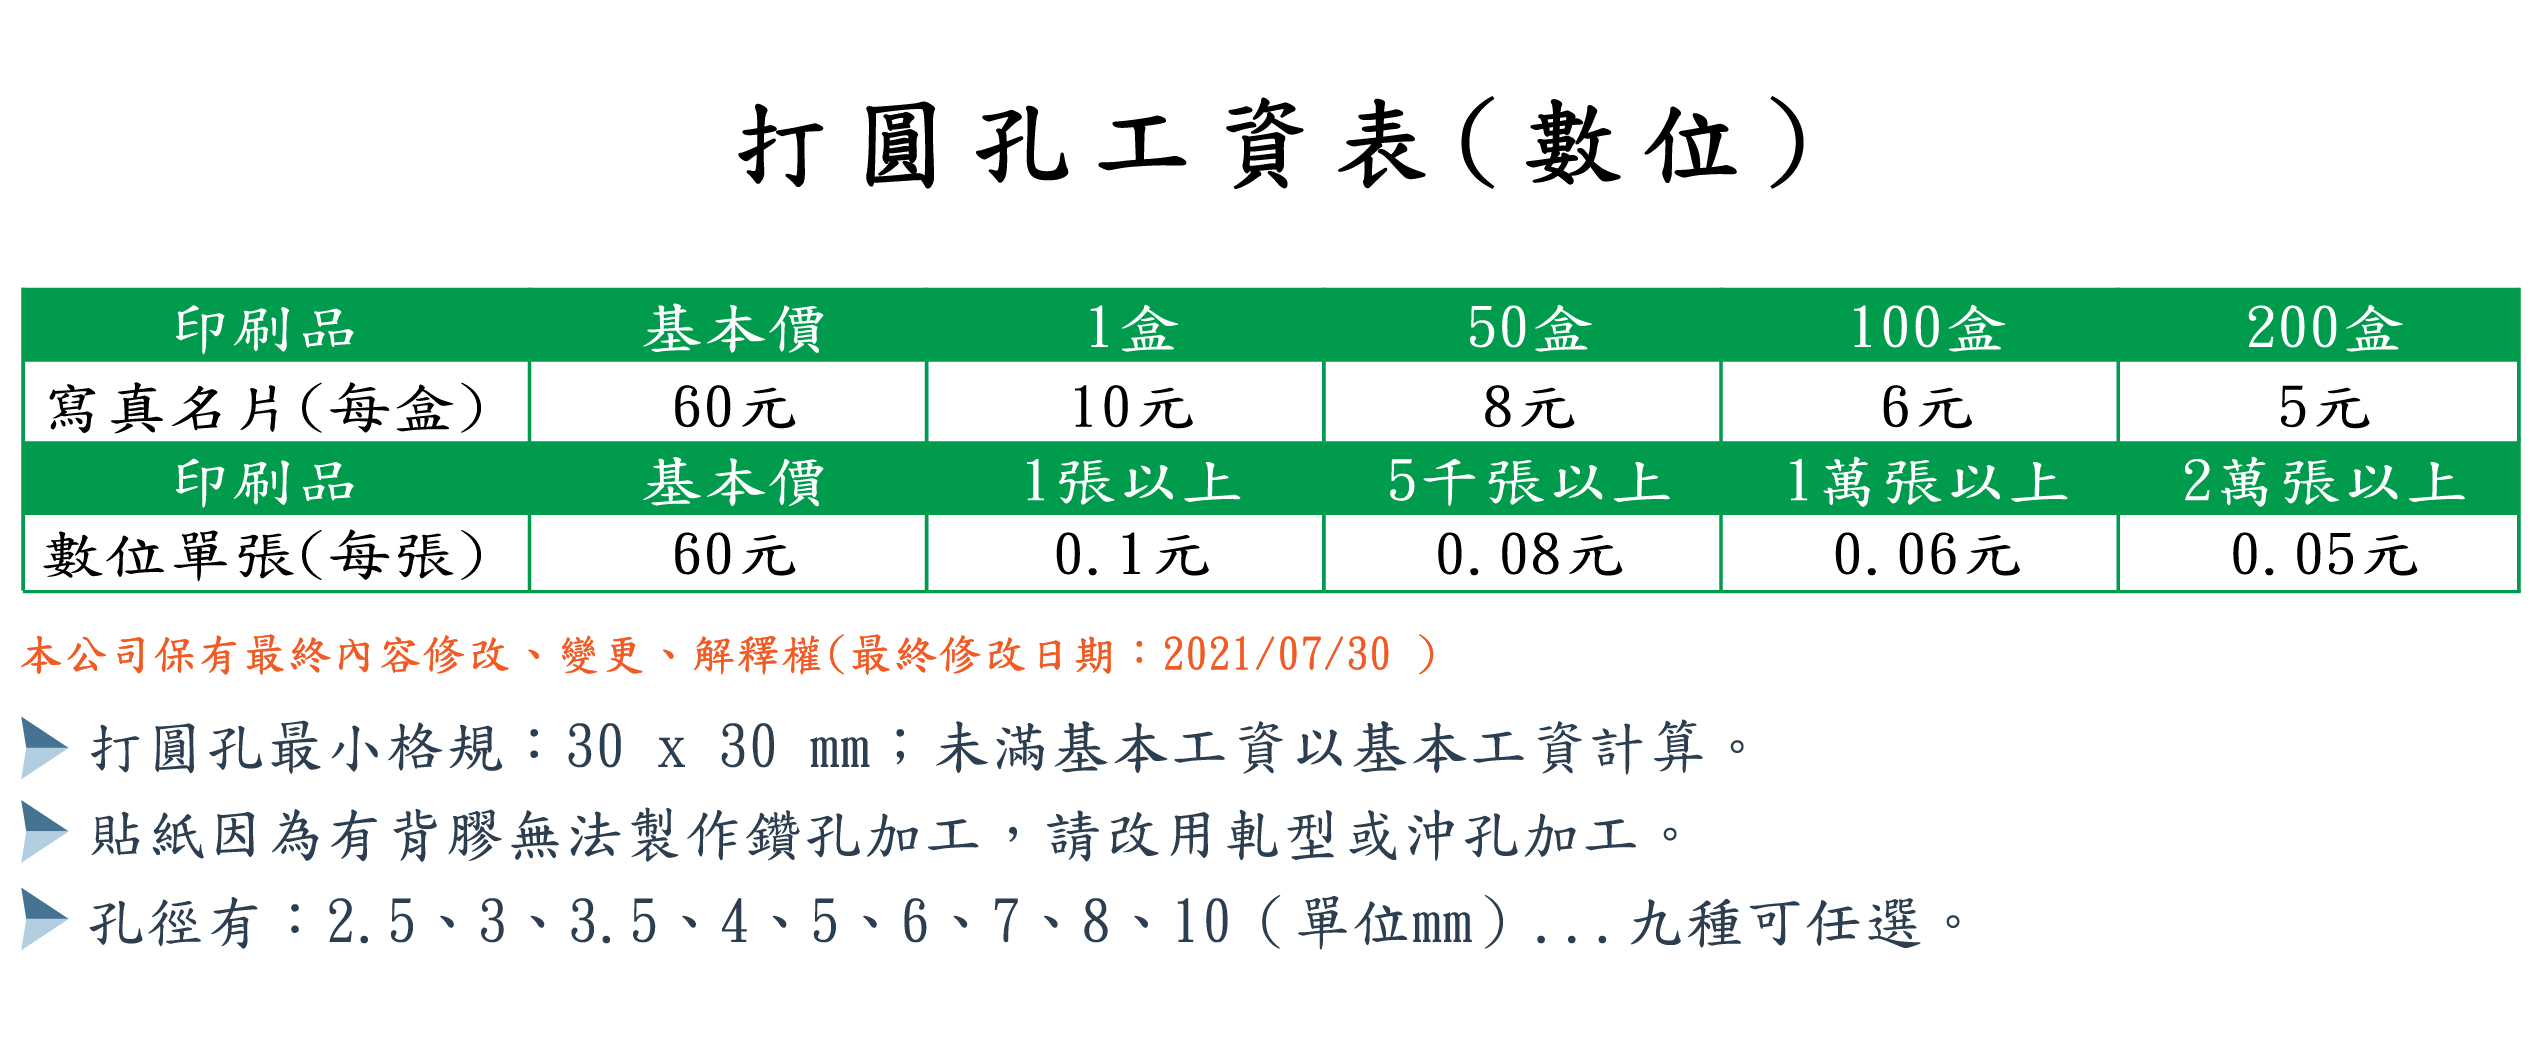 打圓孔工資表(數位)
印刷品 基本價 1盒 50盒 100盒 200盒
寫真名片(每盒) 60元 10元 8元 6元 5元
印刷品 基本價 1張以上 5千張以上 1萬張以上 2萬張以上
數位單張(每張) 60元 0.1元 0.08元 0.06元 0.05元
本公司保有最終內容修改、變更、解釋權(最終修改日期：2021/07/30 )
打圓孔最小格規：30 x 30 mm；未滿基本工資以基本工資計算。
貼紙因為有背膠無法製作鑽孔加工，請改用軋型或沖孔加工。
孔徑有：2.5、3、3.5、4、5、6、7、8、10（單位mm）...九種可任選。